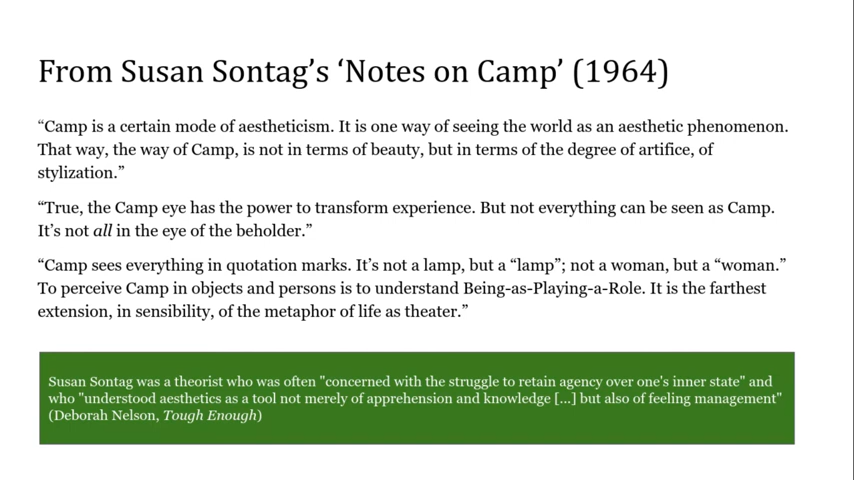 From Susan Sontag’s ‘Notes on Camp’ (1964)
“Camp is a certain mode of aestheticism. It is one way of seeing the world as an aesthetic phenomenon.
That way, the way of Camp, is not in terms of beauty, but in terms of the degree of artifice, of
stylization.”
“True, the Camp eye has the power to transform experience. But not everything can be seen as Camp.
It’s not all in the eye of the beholder.”
“Camp sees everything in quotation marks. It’s not a lamp, but a “lamp”; not a woman, but a “woman.”
To perceive Camp in objects and persons is to understand Being-as-Playing-a-Role. It is the farthest
extension, in sensibility, of the metaphor of life as theater.”
Susan Sontag was a theorist who was often "concerned with the struggle to retain agency over one's inner state" and
who "understood aesthetics as a tool not merely of apprehension and knowledge [...] but also of feeling management"
(Deborah Nelson, Tough Enough)